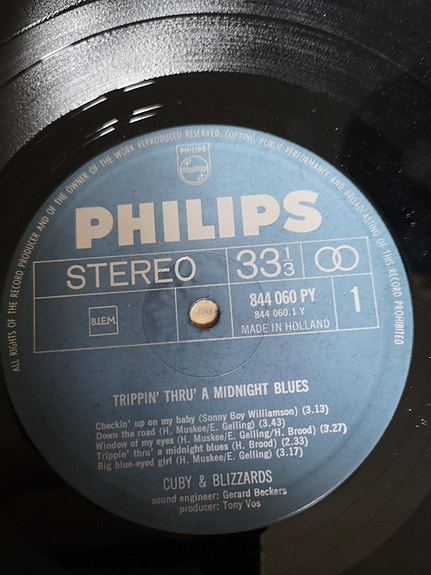 ALL RIGHTS OF THE RECORD PRODUCER AND OF THE OWNER OF THE WORK REPRODUCED RESERVED. COPYING, PUBLIC PERFORMANCE AND BROADCASTING OF THIS RECORD PROHIBITED
PHILIPS
PHILIPS
STEREO 33 1/3
B.I.E.M. 844 060 PY 1
844 060.1 Y
MADE IN HOLLAND
TRIPPIN' THRU' A MIDNIGHT BLUES
Checkin' up on my baby (Sonny Boy Williamson) (3.13)
Down the road (H. Muskee/E. Gelling) (3.43)
Window of my eyes (H. Muskee/E. Gelling/H. Brood) (3.27)
Trippin' thru' a midnight blues (H. Brood) (2.33)
Big blue-eyed girl (H. Muskee/E. Gelling) (3.17)
CUBY & BLIZZARDS
sound engineer: Gerard Beckers
producer: Tony Vos